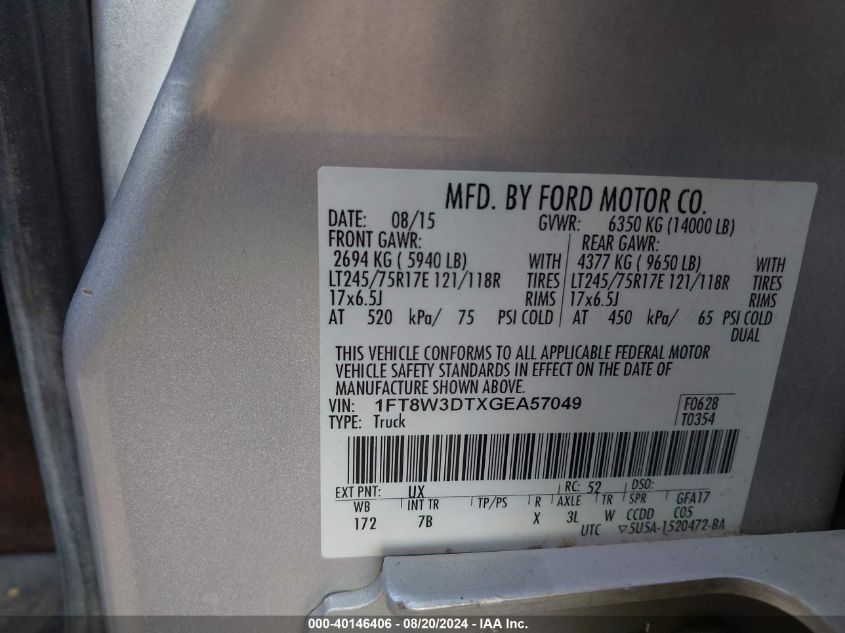 MFD. BY FORD MOTOR CO.
DATE: 08/15 GVWR: 6350 KG (14000 LB)
FRONT GAWR: REAR GAWR:
2694 KG ( 5940 LB) WITH 4377 KG ( 9650 LB) WITH
LT245/75R17E 121/118R TIRES LT245/75R17E 121/118R TIRES
17x6.5J RIMS 17x6.5J RIMS
AT 520 kPa/ 75 PSI COLD AT 450 kPa/ 65 PSI COLD
DUAL
THIS VEHICLE CONFORMS TO ALL APPLICABLE FEDERAL MOTOR
VEHICLE SAFETY STANDARDS IN EFFECT ON THE DATE OF
MANUFACTURE SHOWN ABOVE.
VIN: 1FT8W3DTXGEA57049 F0628
TYPE: Truck T0354
EXT PNT: UX RC: 52 DSO:
WB INT TR TP/PS R AXLE TR SPR GFA17
172 7B X 3L W CCDD C05
UTC ▽5U5A-1520472-BA
000-40146406 - 08/20/2024 - IAA Inc.